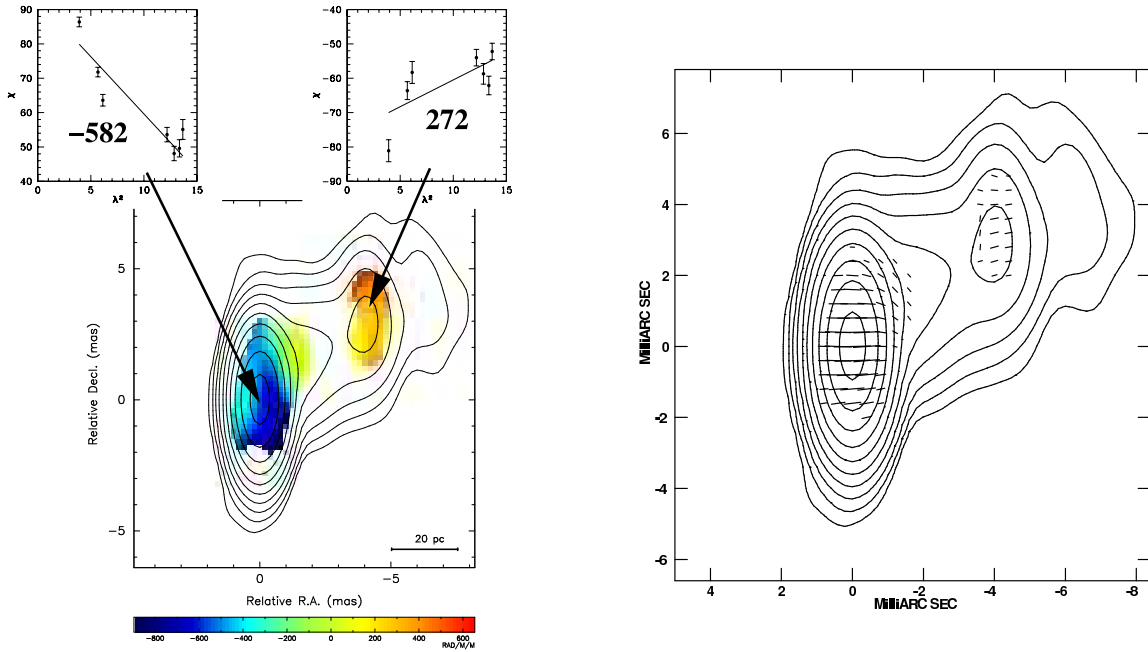 90
80
70
60
50
40
χ
−582
0 5 10 15
λ²
-40
-50
-60
-70
-80
-90
χ
272
0 5 10 15
λ²
5
0
−5
Relative Decl. (mas)
20 pc
0 −5
Relative R.A. (mas)
−800 −600 −400 −200 0 200 400 600
RAD/M/M
6
4
2
0
-2
-4
-6
MilliARC SEC
4 2 0 -2 -4 -6 -8
MilliARC SEC